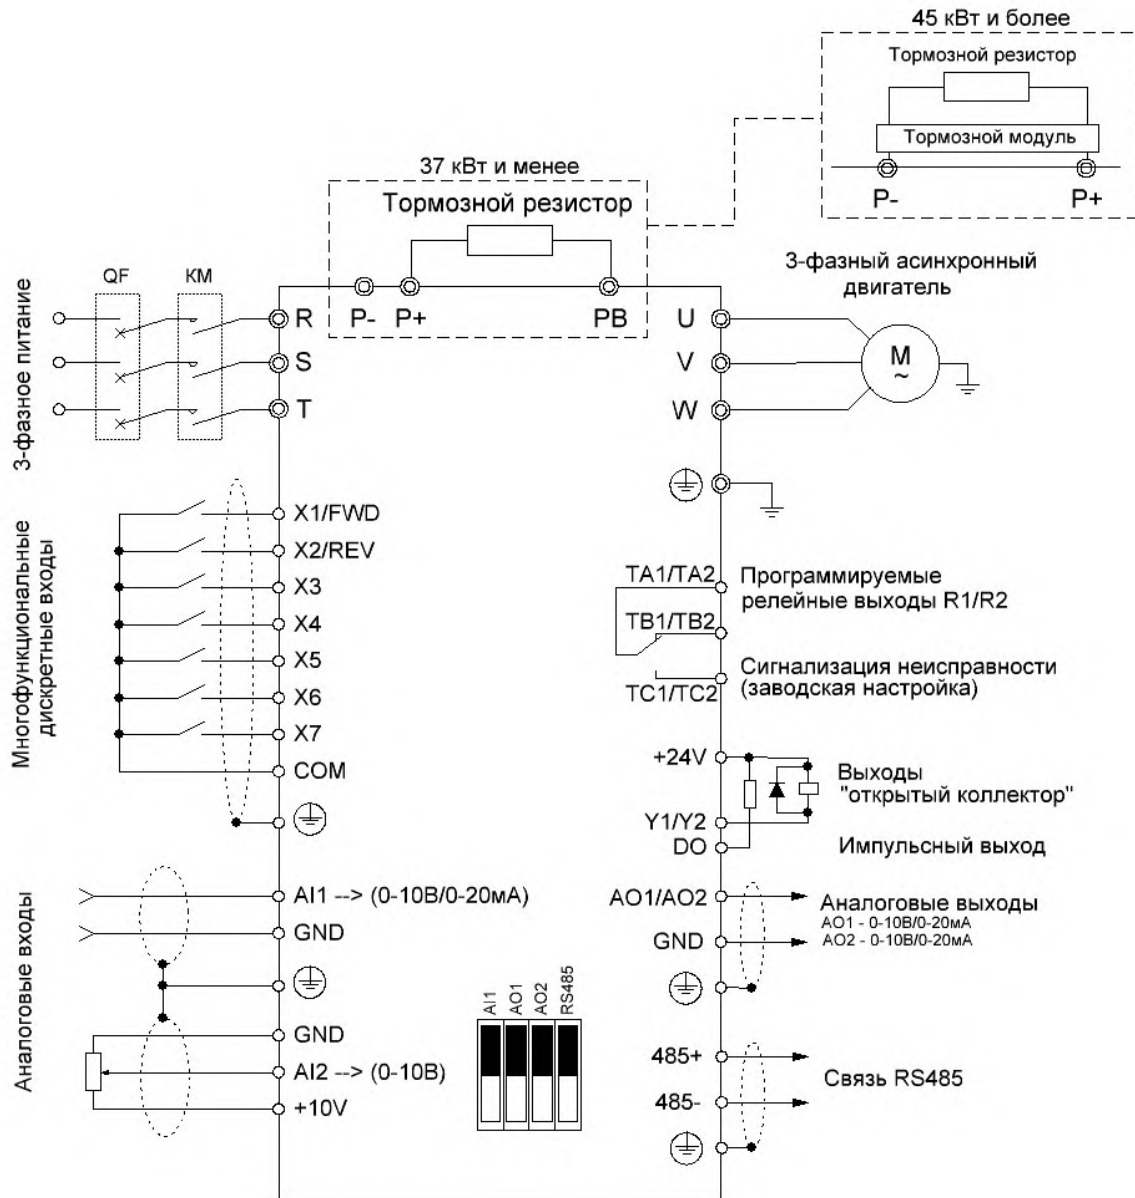 45 кВт и более
Тормозной резистор
Тормозной модуль
P-
P+
37 кВт и менее
Тормозной резистор
P-
P+
PB
3-фазное питание
QF
KM
R
S
T
U
V
W
3-фазный асинхронный
двигатель
M
~
Многофункциональные
дискретные входы
X1/FWD
X2/REV
X3
X4
X5
X6
X7
COM
TA1/TA2
TB1/TB2
TC1/TC2
Программируемые
релейные выходы R1/R2
Сигнализация неисправности
(заводская настройка)
+24V
Y1/Y2
DO
Выходы
"открытый коллектор"
Импульсный выход
Аналоговые входы
AI1 --> (0-10В/0-20мА)
GND
GND
AI2 --> (0-10В)
+10V
AI1
AO1
AO2
RS485
AO1/AO2
GND
Аналоговые выходы
AO1 - 0-10В/0-20мА
AO2 - 0-10В/0-20мА
485+
485-
Связь RS485